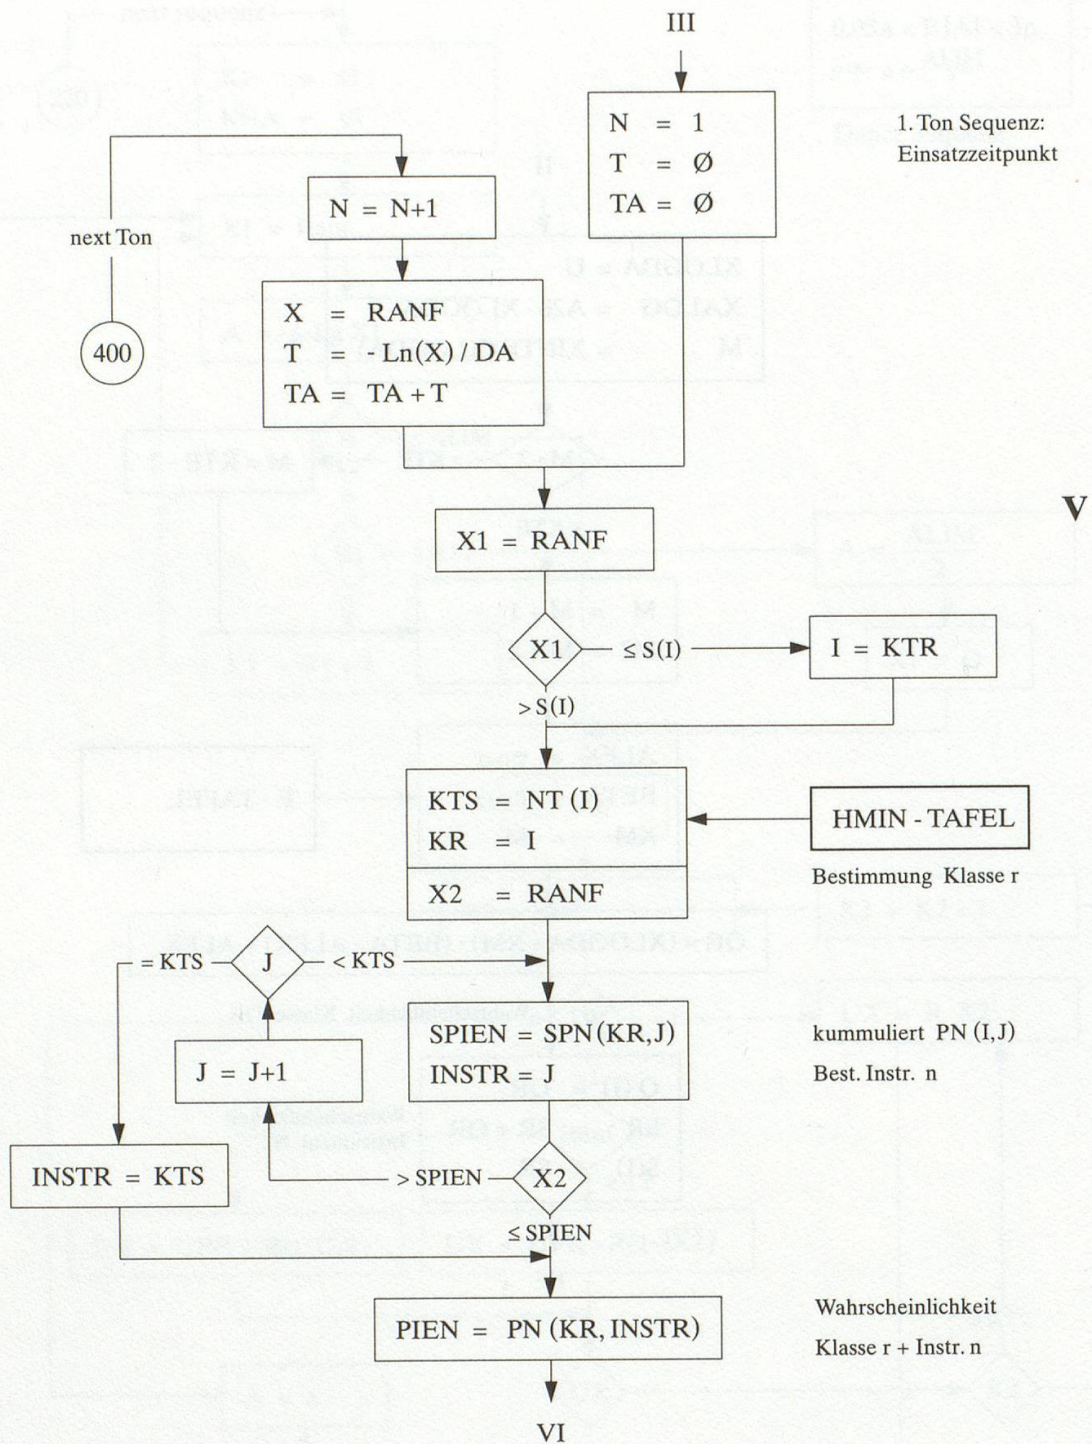 III
N = 1
T = Ø
TA = Ø
1. Ton Sequenz:
Einsatzzeitpunkt
N = N+1
next Ton
X = RANF
T = - Ln(X) / DA
TA = TA + T
400
V
X1 = RANF
X1
≤ S(I)
I = KTR
> S(I)
KTS = NT (I)
KR = I
X2 = RANF
HMIN - TAFEL
Bestimmung Klasse r
= KTS
J
< KTS
J = J+1
SPIEN = SPN (KR, J)
INSTR = J
kummuliert PN (I, J)
Best. Instr. n
INSTR = KTS
> SPIEN
X2
≤ SPIEN
PIEN = PN (KR, INSTR)
Wahrscheinlichkeit
Klasse r + Instr. n
VI